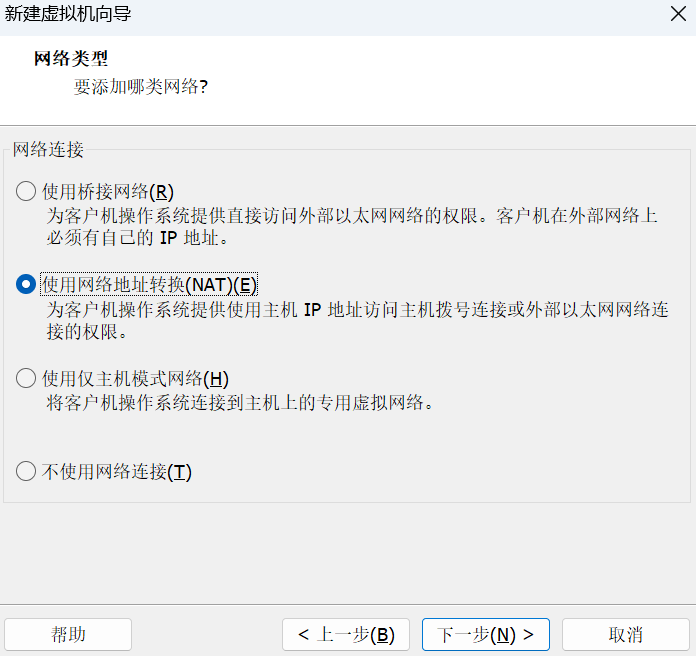 新建虚拟机向导
网络类型
要添加哪类网络?
网络连接
使用桥接网络(R)
为客户机操作系统提供直接访问外部以太网网络的权限。客户机在外部网络上
必须有自己的 IP 地址。
使用网络地址转换(NAT)(E)
为客户机操作系统提供使用主机 IP 地址访问主机拨号连接或外部以太网网络连
接的权限。
使用仅主机模式网络(H)
将客户机操作系统连接到主机上的专用虚拟网络。
不使用网络连接(T)
帮助
< 上一步(B)
下一步(N) >
取消